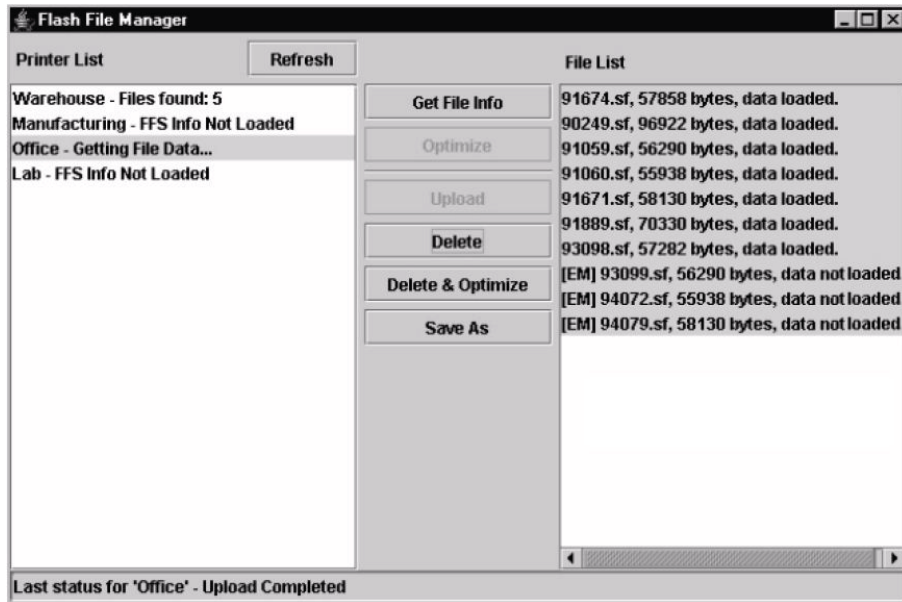 Flash File Manager
Printer List
Refresh
File List
Warehouse - Files found: 5
Manufacturing - FFS Info Not Loaded
Office - Getting File Data...
Lab - FFS Info Not Loaded
Get File Info
Optimize
Upload
Delete
Delete & Optimize
Save As
91674.sf, 57858 bytes, data loaded.
90249.sf, 96922 bytes, data loaded.
91059.sf, 56290 bytes, data loaded.
91060.sf, 55938 bytes, data loaded.
91671.sf, 58130 bytes, data loaded.
91889.sf, 70330 bytes, data loaded.
93098.sf, 57282 bytes, data loaded.
[EM] 93099.sf, 56290 bytes, data not loaded
[EM] 94072.sf, 55938 bytes, data not loaded
[EM] 94079.sf, 58130 bytes, data not loaded
Last status for 'Office' - Upload Completed